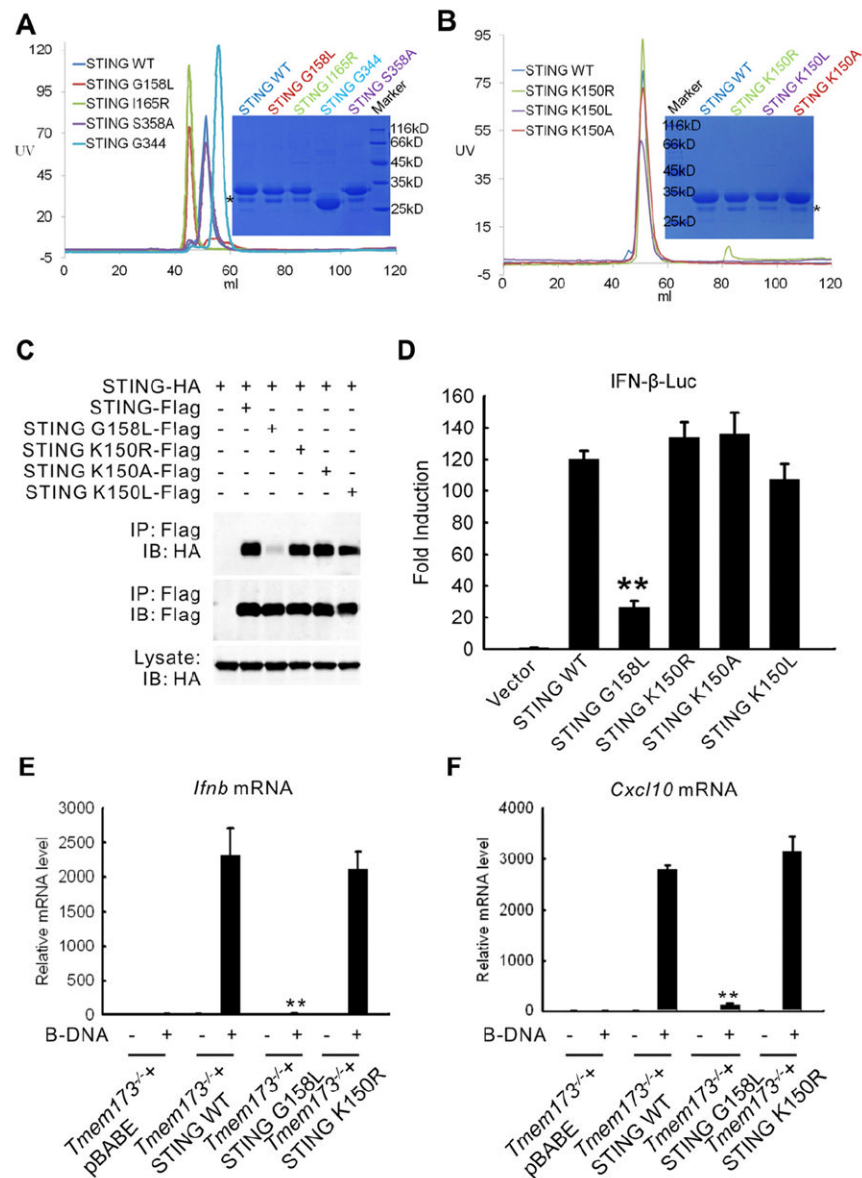 A
120
95
70
UV
45
20
-5
0
20
40
60
80
100
120
ml
STING WT
STING G158L
STING I165R
STING S358A
STING G344
STING WT
STING G158L
STING I165R
STING G344
STING S358A
Marker
116kD
66kD
45kD
35kD
25kD
*
B
95
75
55
UV
35
15
-5
0
20
40
60
80
100
120
ml
STING WT
STING K150R
STING K150L
STING K150A
Marker
STING WT
STING K150R
STING K150L
STING K150A
116kD
66kD
45kD
35kD
25kD
*
C
STING-HA + + + + + +
STING-Flag - + - - - -
STING G158L-Flag - - + - - -
STING K150R-Flag - - - + - -
STING K150A-Flag - - - - + -
STING K150L-Flag - - - - - +
IP: Flag
IB: HA
IP: Flag
IB: Flag
Lysate:
IB: HA
D
IFN-β-Luc
Fold Induction
160
140
120
100
80
60
40
20
0
**
Vector
STING WT
STING G158L
STING K150R
STING K150A
STING K150L
E
Ifnb mRNA
Relative mRNA level
3000
2500
2000
1500
1000
500
0
**
B-DNA - + - + - + - +
Tmem173-/-+
pBABE
Tmem173-/-+
STING WT
Tmem173-/-+
STING G158L
Tmem173-/-+
STING K150R
F
Cxcl10 mRNA
Relative mRNA level
4000
3000
2000
1000
0
**
B-DNA - + - + - + - +
Tmem173-/-+
pBABE
Tmem173-/-+
STING WT
Tmem173-/-+
STING G158L
Tmem173-/-+
STING K150R